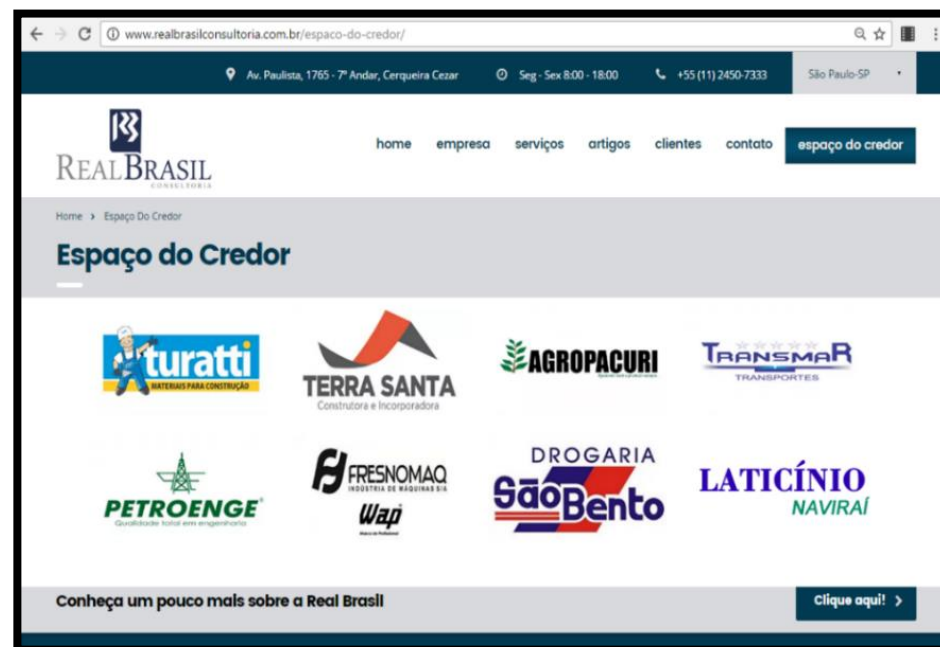 www.realbrasilconsultoria.com.br/espaco-do-credor/
Av. Paulista, 1765 - 7º Andar, Cerqueira Cezar Seg - Sex 8:00 - 18:00 +55 (11) 2450-7333 São Paulo-SP
REALBRASIL
CONSULTORIA
home empresa serviços artigos clientes contato espaço do credor
Home > Espaço Do Credor
Espaço do Credor
turatti
MATERIAIS PARA CONSTRUÇÃO
TERRA SANTA
Construtora e Incorporadora
AGROPACURI
TRANSMAR
TRANSPORTES
PETROENGE
Qualidade total em engenharia
FRESNOMAQ
INDÚSTRIA DE MÁQUINAS S/A
Wap
DROGARIA
São Bento
LATICÍNIO
NAVIRAÍ
Conheça um pouco mais sobre a Real Brasil Clique aqui! >